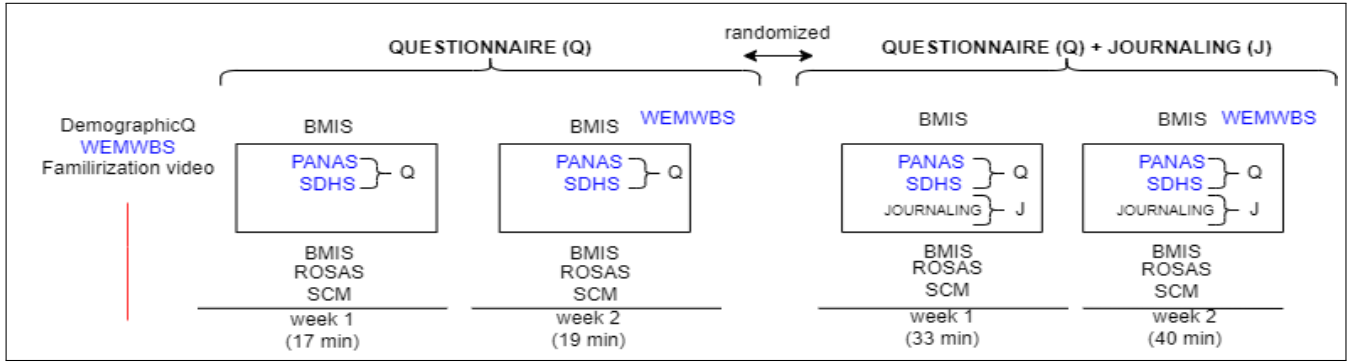 randomized
QUESTIONNAIRE (Q)
QUESTIONNAIRE (Q) + JOURNALING (J)
DemographicQ
WEMWBS
Familirization video
BMIS
PANAS
SDHS
Q
BMIS
ROSAS
SCM
week 1
(17 min)
BMIS WEMWBS
PANAS
SDHS
Q
BMIS
ROSAS
SCM
week 2
(19 min)
BMIS
PANAS
SDHS
Q
JOURNALING J
BMIS
ROSAS
SCM
week 1
(33 min)
BMIS WEMWBS
PANAS
SDHS
Q
JOURNALING J
BMIS
ROSAS
SCM
week 2
(40 min)